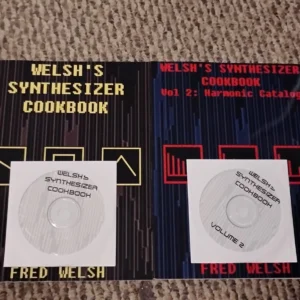 WELSH'S
SYNTHESIZER
COOKBOOK
WELSH'S
SYNTHESIZER
COOKBOOK
FRED WELSH
WELSH'S SYNTHESIZER
COOKBOOK
Vol 2: Harmonic Catalog
WELSH'S
SYNTHESIZER
COOKBOOK
VOLUME 2
FRED WELSH